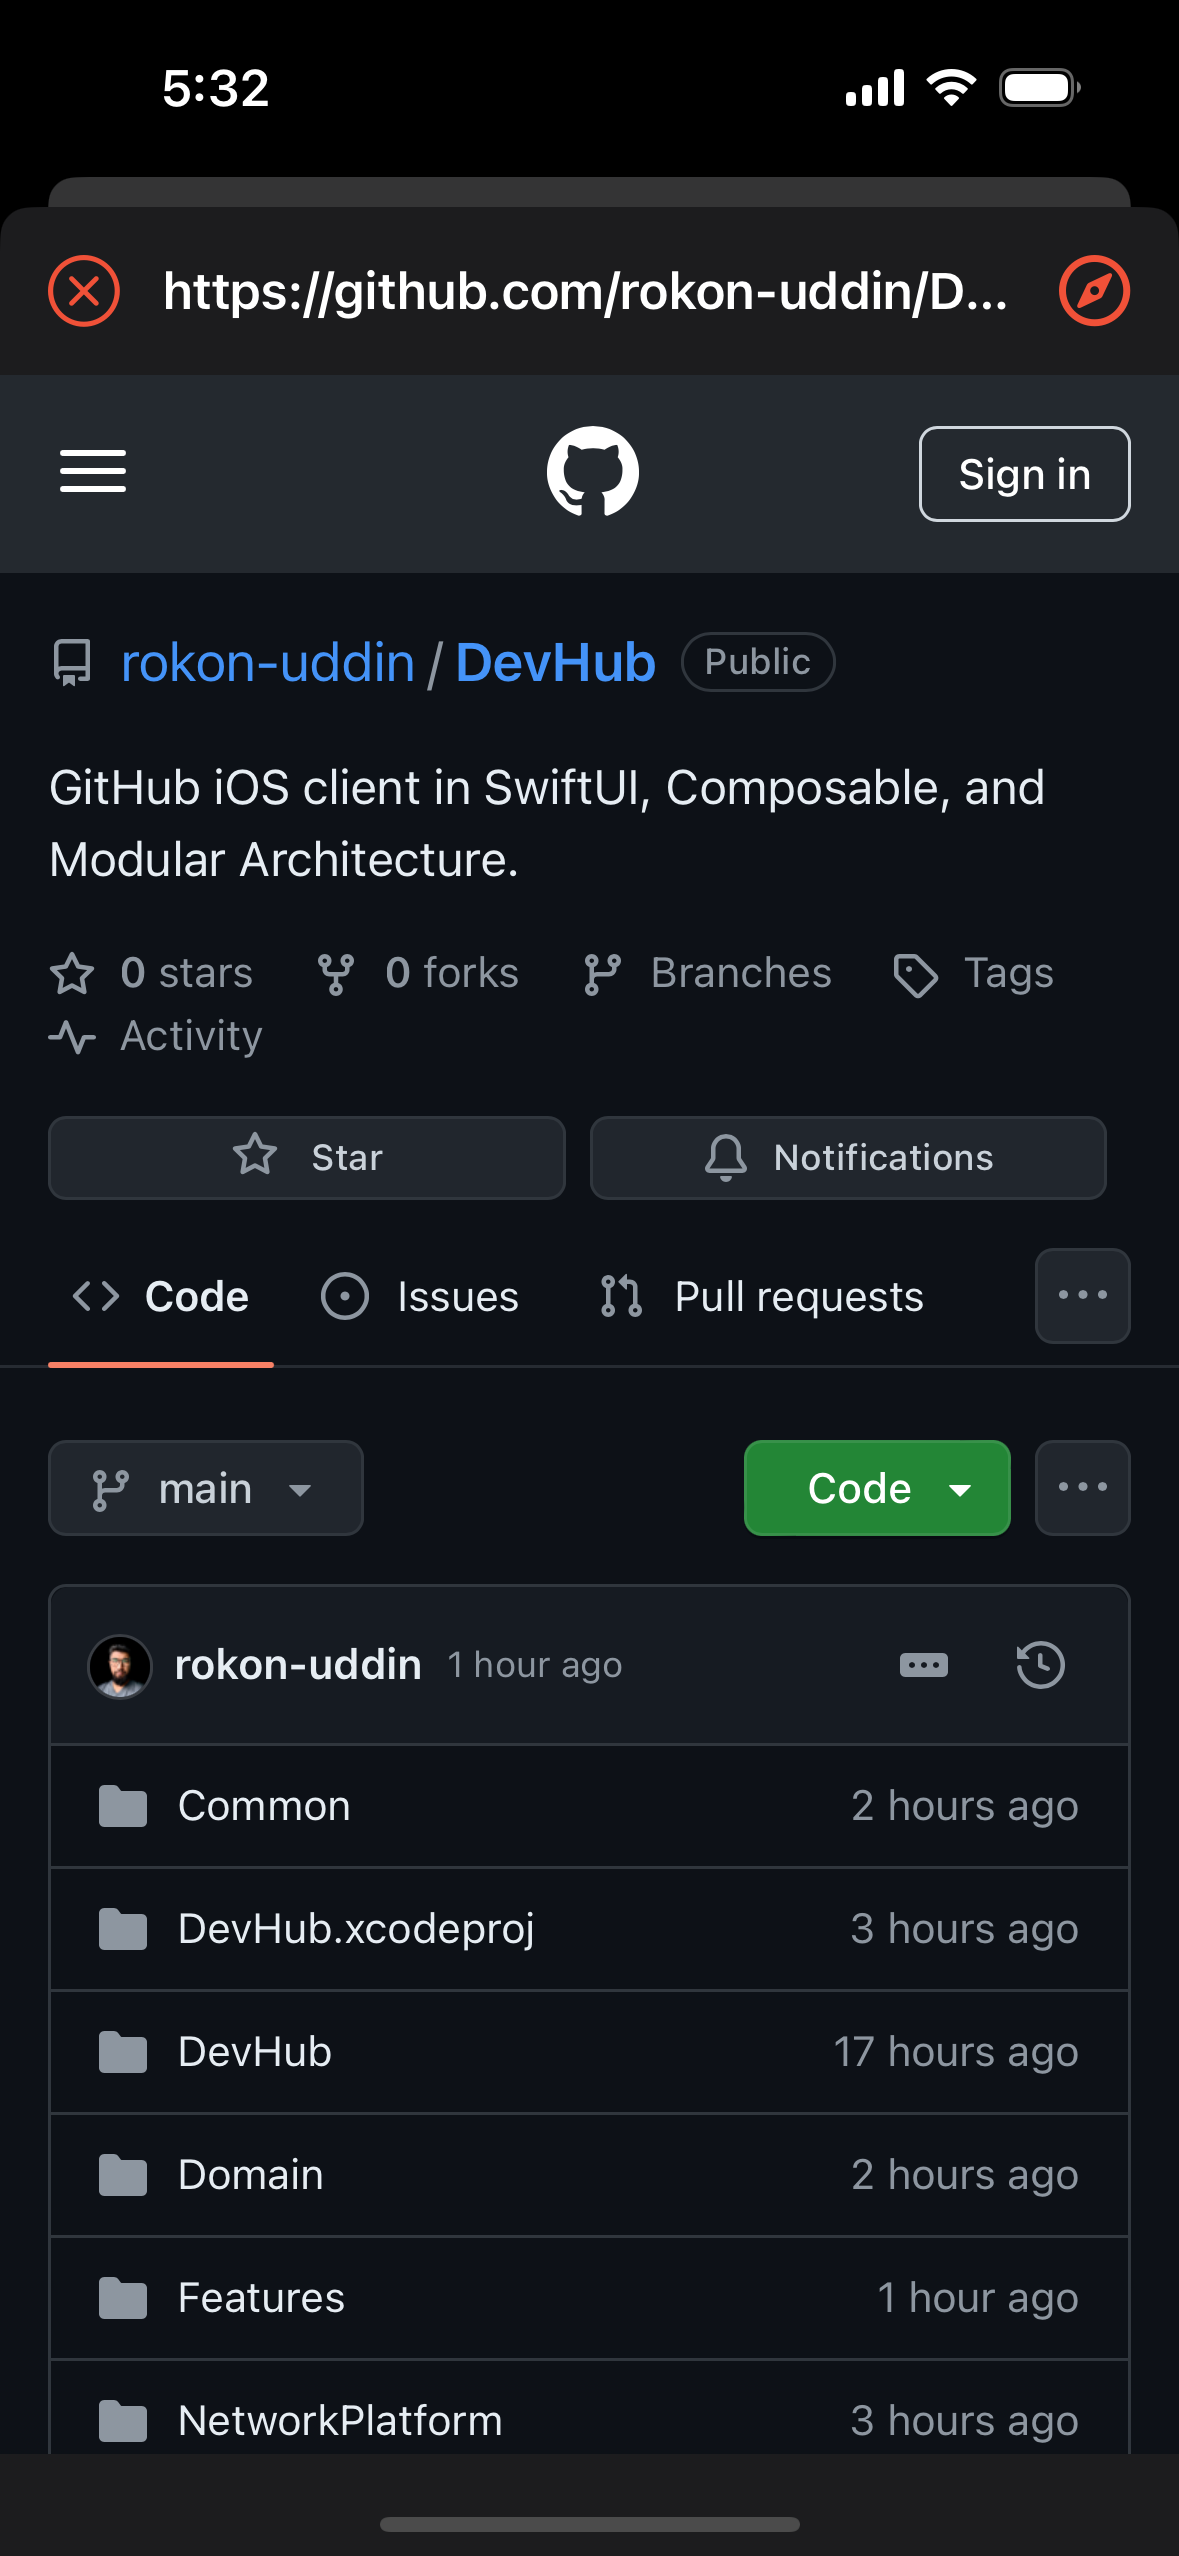 5:32
https://github.com/rokon-uddin/D...
Sign in
rokon-uddin / DevHub Public
GitHub iOS client in SwiftUI, Composable, and
Modular Architecture.
0 stars 0 forks Branches Tags
Activity
Star Notifications
Code Issues Pull requests
main Code
rokon-uddin 1 hour ago
Common 2 hours ago
DevHub.xcodeproj 3 hours ago
DevHub 17 hours ago
Domain 2 hours ago
Features 1 hour ago
NetworkPlatform 3 hours ago